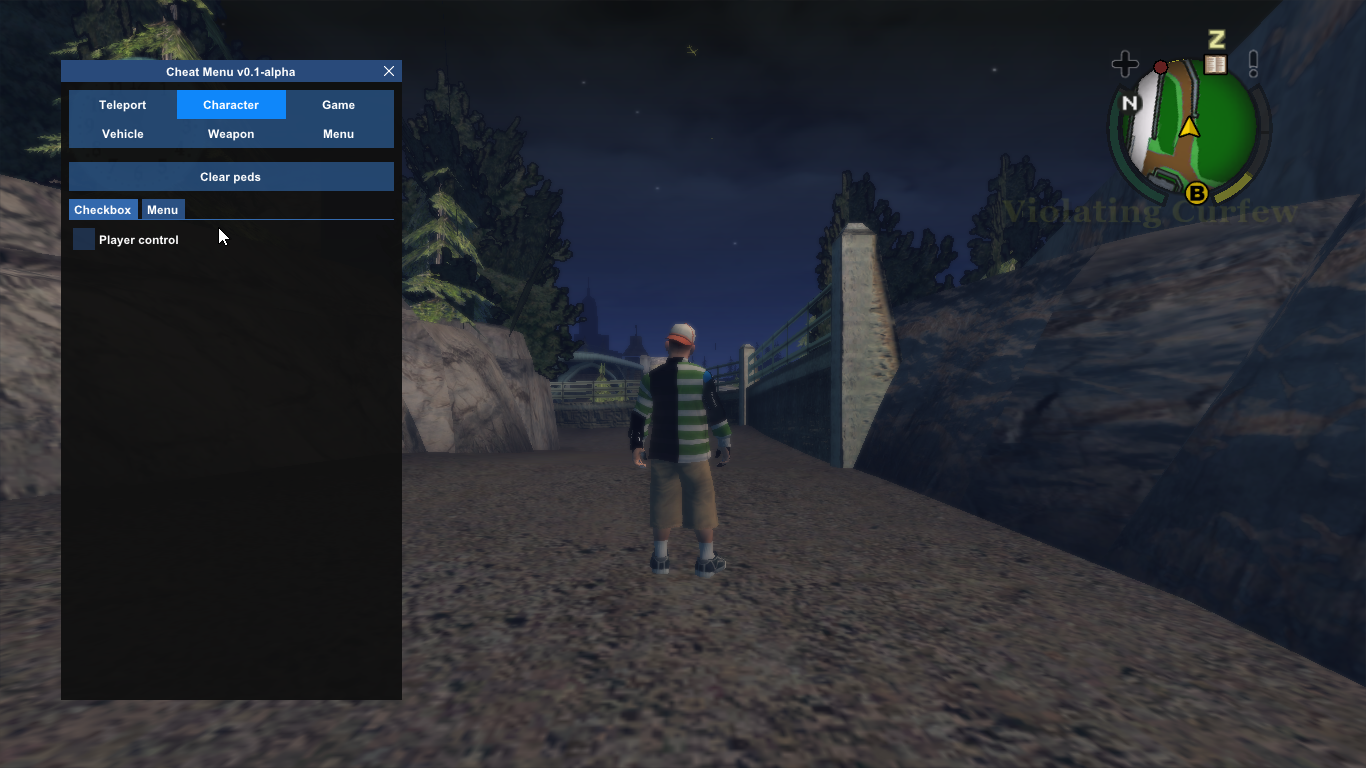 Cheat Menu v0.1-alpha
Teleport Character Game
Vehicle Weapon Menu
Clear peds
Checkbox Menu
Player control
Z
N
B
Violating Curfew